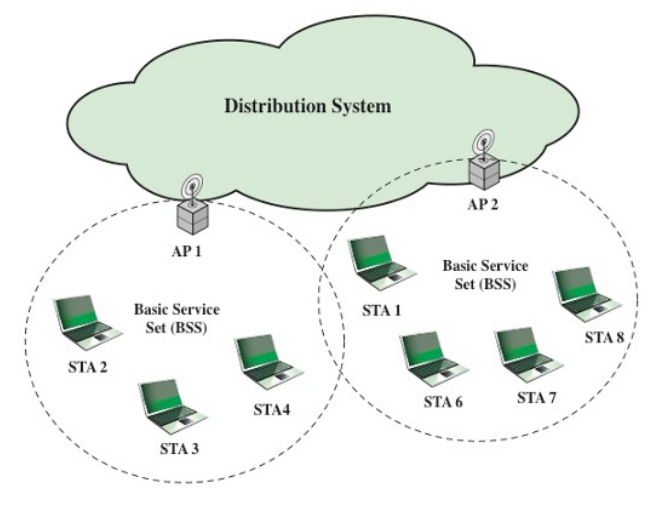 Distribution System
AP 2
AP 1
Basic Service
Set (BSS)
STA 1
STA 8
Basic Service
Set (BSS)
STA 2
STA 6
STA 7
STA4
STA 3